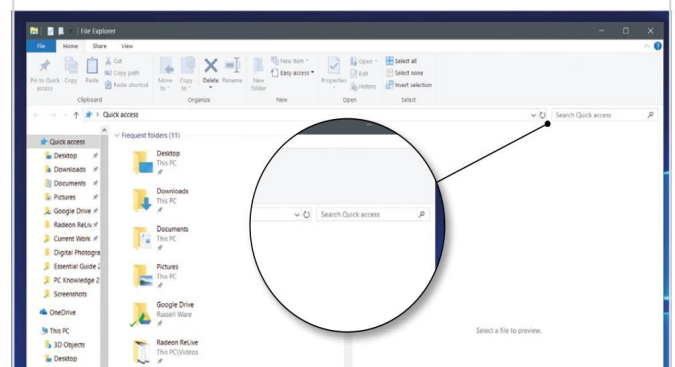 File Explorer
File Home Share View
Pin to Quick access
Copy
Paste
Cut
Copy path
Paste shortcut
Move to
Copy to
Delete
Rename
New folder
New item
Easy access
Properties
Open
Edit
History
Select all
Select none
Invert selection
Clipboard Organize New Open Select
Quick access
Search Quick access
Quick access
Desktop
Downloads
Documents
Pictures
Google Drive
Radeon ReLiv
Current Work
Digital Photogra
Essential Guide
PC Knowledge 2
Screenshots
OneDrive
This PC
3D Objects
Desktop
Frequent folders (11)
Desktop
This PC
Downloads
This PC
Documents
This PC
Pictures
This PC
Google Drive
Russell Ware
Radeon ReLive
This PC\Videos
Search Quick access
Select a file to preview.